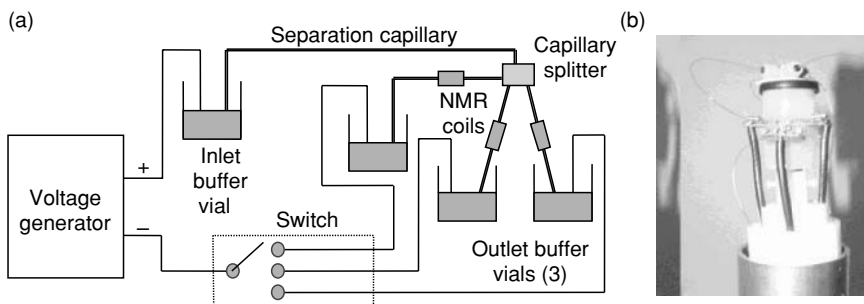 (a)
Separation capillary
Capillary
splitter
NMR
coils
+
Inlet
buffer
vial
Voltage
generator
–
Switch
Outlet buffer
vials (3)
(b)